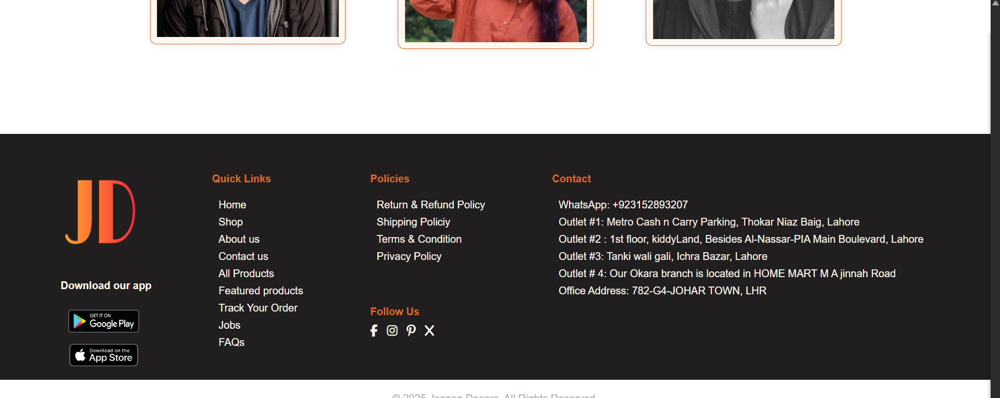 JD
Download our app
GET IT ON
Google Play
Download on the
App Store
Quick Links
Home
Shop
About us
Contact us
All Products
Featured products
Track Your Order
Jobs
FAQs
Policies
Return & Refund Policy
Shipping Policiy
Terms & Condition
Privacy Policy
Follow Us
Contact
WhatsApp: +923152893207
Outlet #1: Metro Cash n Carry Parking, Thokar Niaz Baig, Lahore
Outlet #2 : 1st floor, kiddyLand, Besides Al-Nassar-PIA Main Boulevard, Lahore
Outlet #3: Tanki wali gali, Ichra Bazar, Lahore
Outlet # 4: Our Okara branch is located in HOME MART M A jinnah Road
Office Address: 782-G4-JOHAR TOWN, LHR
© 2025 Jansen Decors. All Rights Reserved